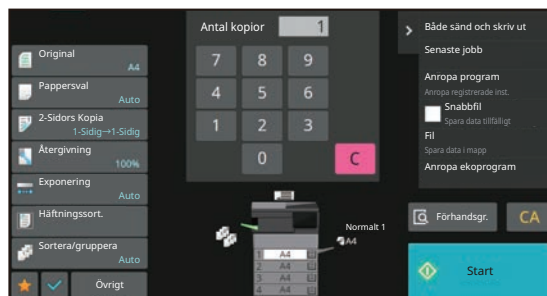 Original
A4
Pappersval
Auto
2-Sidors Kopia
1-Sidig→1-Sidig
Återgivning
100%
Exponering
Auto
Häftningssort.
Sortera/gruppera
Auto
Övrigt
Antal kopior 1
7 8 9
4 5 6
1 2 3
0 C
Normalt 1
A4
1 A4
2 A4
3 A4
4 A4
Både sänd och skriv ut
Senaste jobb
Anropa program
Anropa registrerade inst.
Snabbfil
Spara data tillfälligt
Fil
Spara data i mapp
Anropa ekoprogram
Förhandsgr. CA
Start